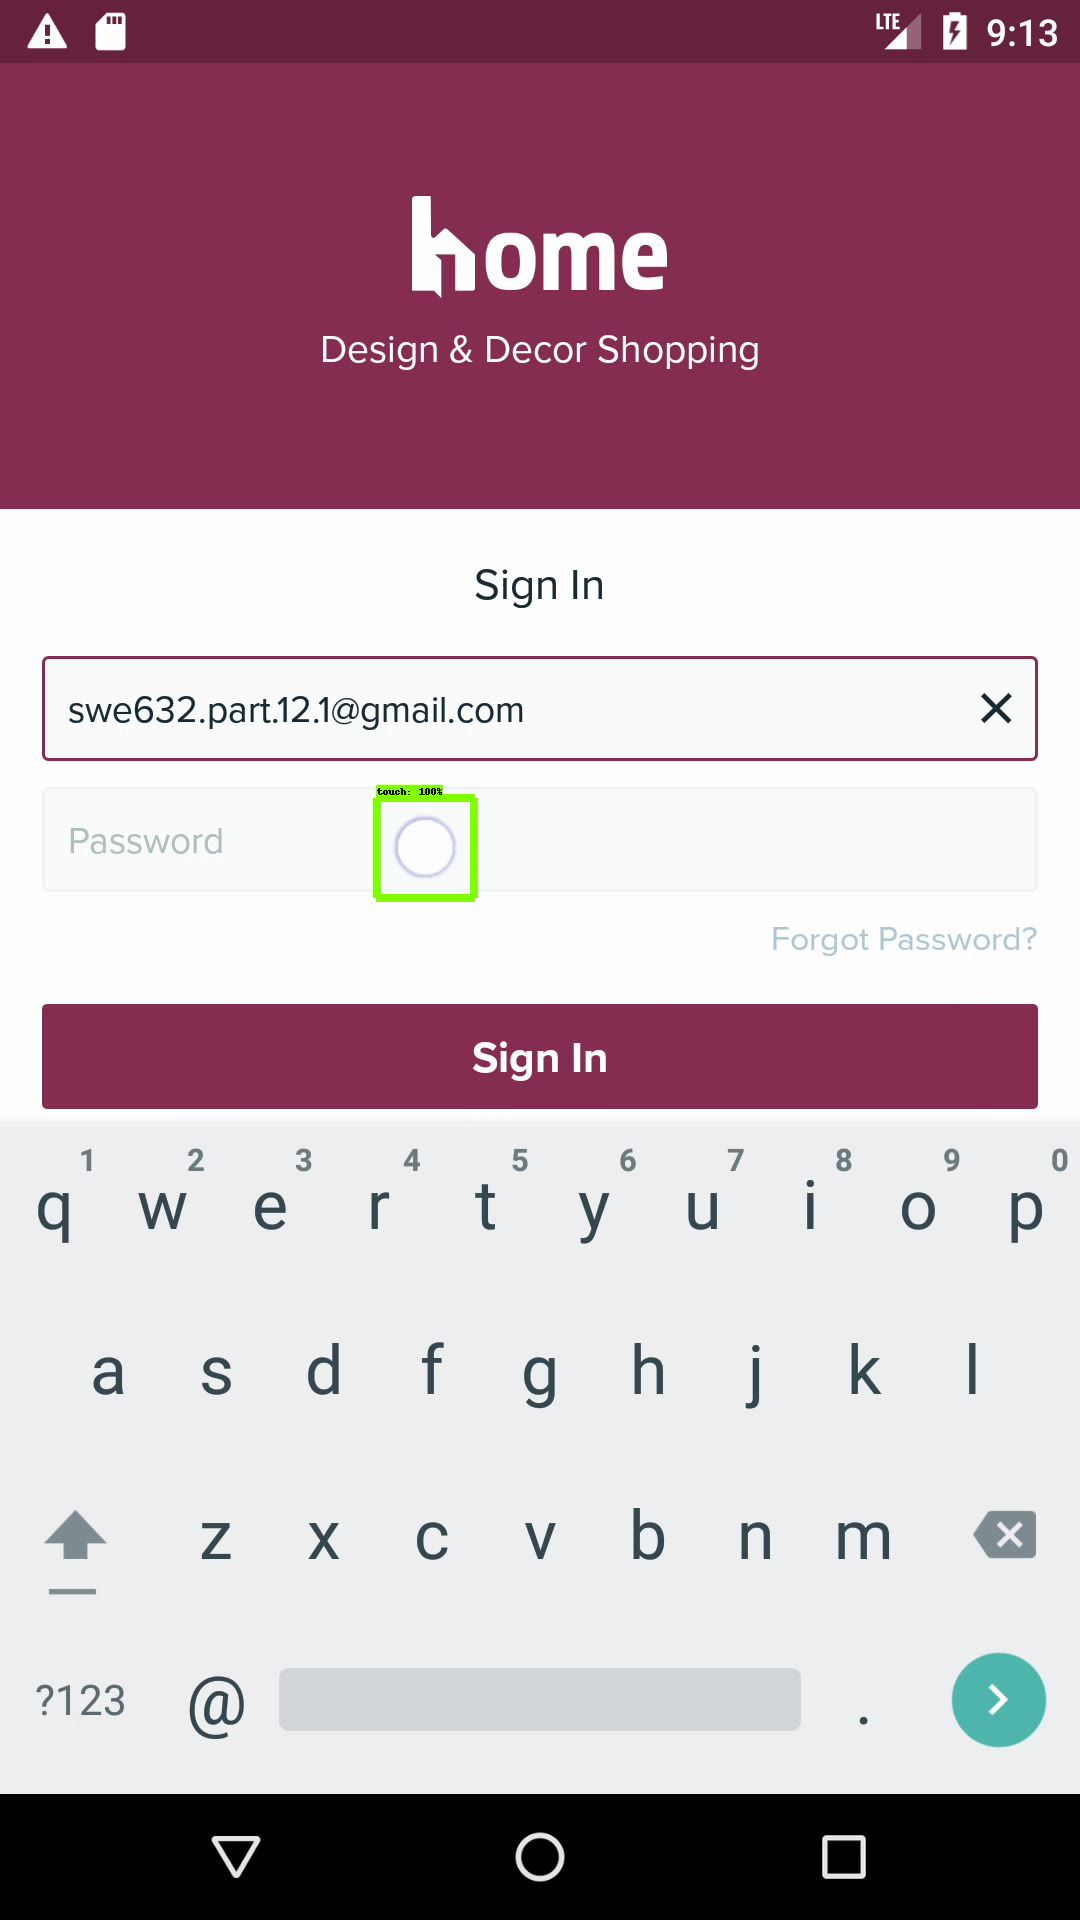 LTE 9:13
home
Design & Decor Shopping
Sign In
swe632.part.12.1@gmail.com
touch: 100%
Password
Forgot Password?
Sign In
1 2 3 4 5 6 7 8 9 0
q w e r t y u i o p
a s d f g h j k l
z x c v b n m
?123 @ .